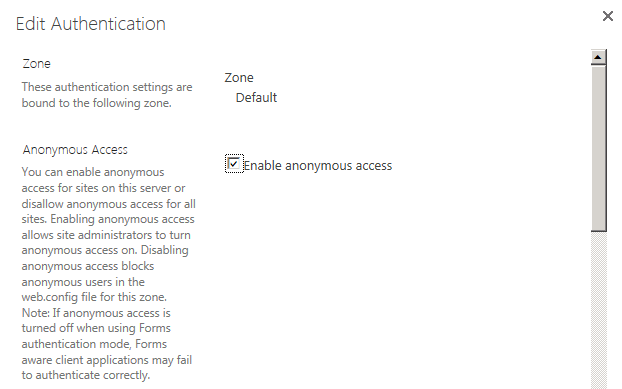 Edit Authentication
Zone
These authentication settings are
bound to the following zone.
Zone
Default
Anonymous Access
You can enable anonymous
access for sites on this server or
disallow anonymous access for all
sites. Enabling anonymous access
allows site administrators to turn
anonymous access on. Disabling
anonymous access blocks
anonymous users in the
web.config file for this zone.
Note: If anonymous access is
turned off when using Forms
authentication mode, Forms
aware client applications may fail
to authenticate correctly.
Enable anonymous access